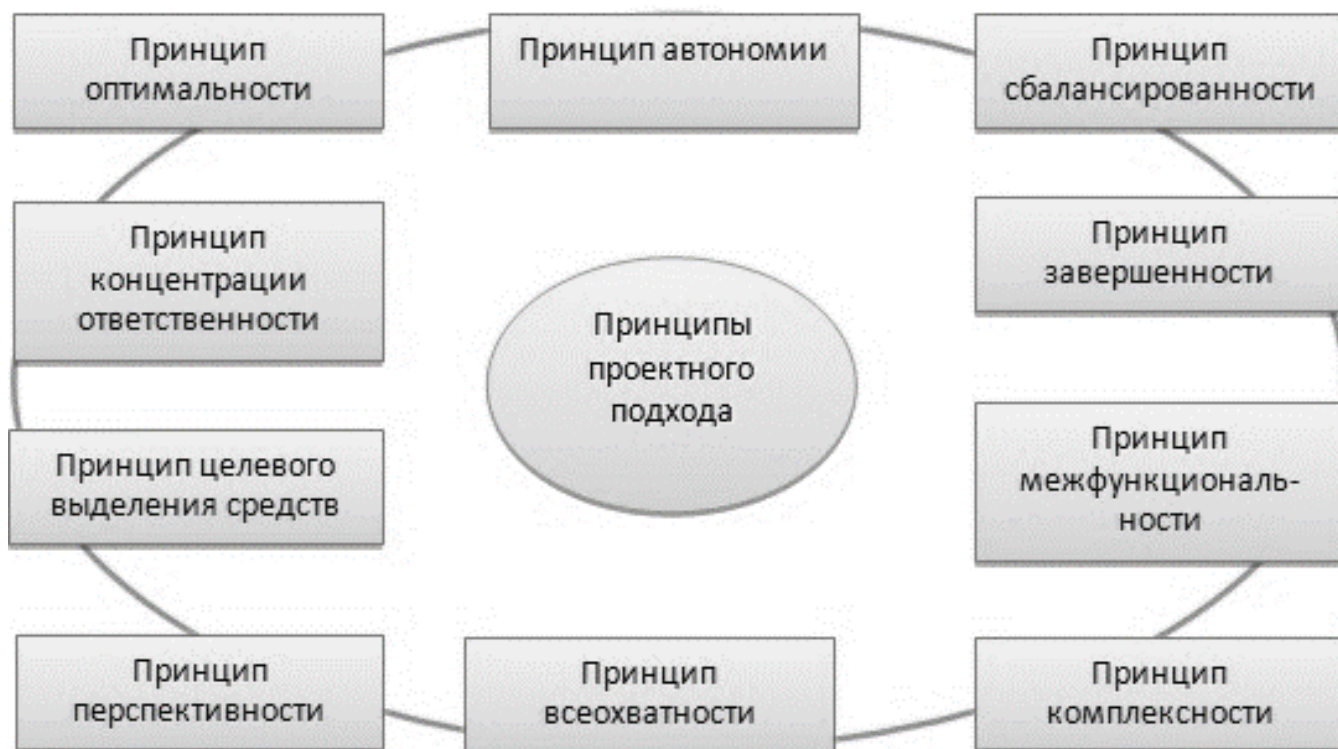 Принцип
оптимальности
Принцип автономии
Принцип
сбалансированности
Принцип
концентрации
ответственности
Принцип
завершенности
Принципы
проектного
подхода
Принцип целевого
выделения средств
Принцип
межфункциональ-
ности
Принцип
перспективности
Принцип
всеохватности
Принцип
комплексности